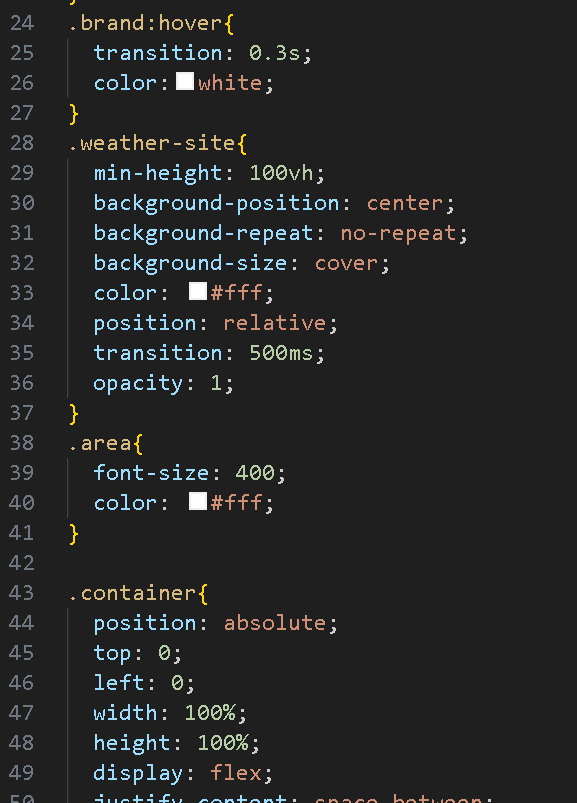 24 .brand:hover{
25 transition: 0.3s;
26 color: white;
27 }
28 .weather-site{
29 min-height: 100vh;
30 background-position: center;
31 background-repeat: no-repeat;
32 background-size: cover;
33 color: #fff;
34 position: relative;
35 transition: 500ms;
36 opacity: 1;
37 }
38 .area{
39 font-size: 400;
40 color: #fff;
41 }
42
43 .container{
44 position: absolute;
45 top: 0;
46 left: 0;
47 width: 100%;
48 height: 100%;
49 display: flex;
50 justify-content: space-between;